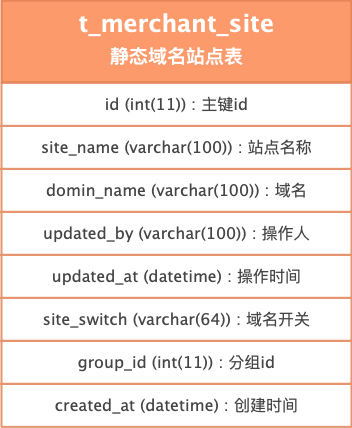 t_merchant_site
静态域名站点表
id (int(11)) : 主键id
site_name (varchar(100)) : 站点名称
domin_name (varchar(100)) : 域名
updated_by (varchar(100)) : 操作人
updated_at (datetime) : 操作时间
site_switch (varchar(64)) : 域名开关
group_id (int(11)) : 分组id
created_at (datetime) : 创建时间